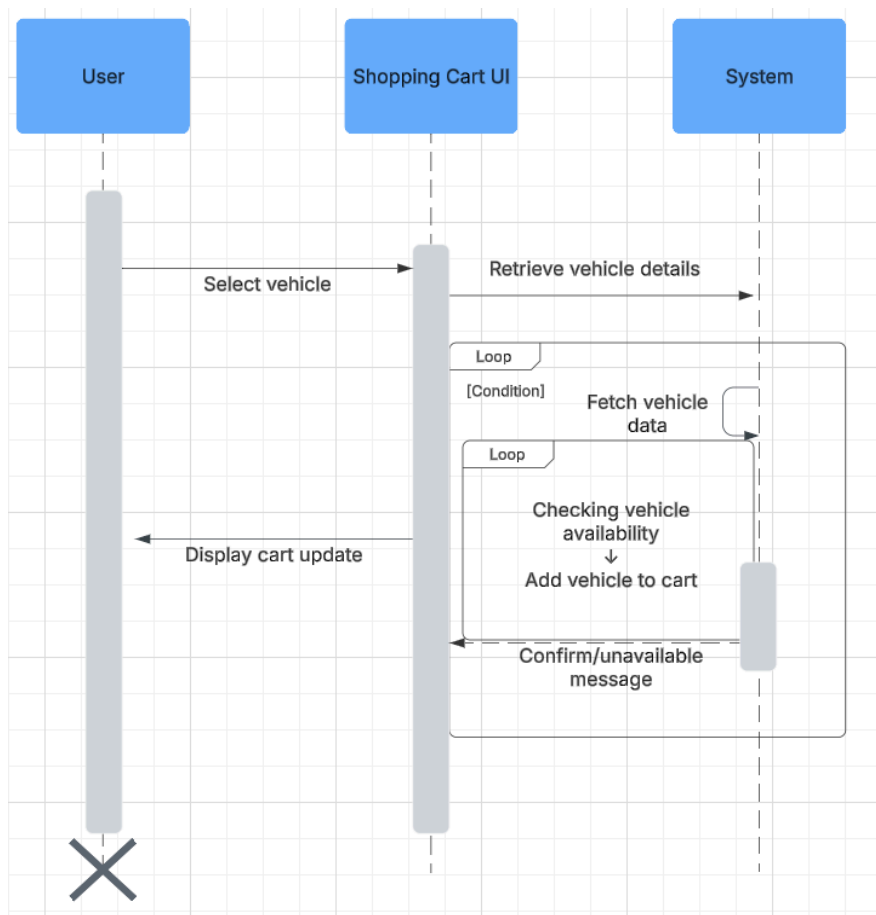 User
Shopping Cart UI
System
Select vehicle
Retrieve vehicle details
Loop
[Condition]
Fetch vehicle
data
Loop
Checking vehicle
availability
↓
Add vehicle to cart
Display cart update
Confirm/unavailable
message